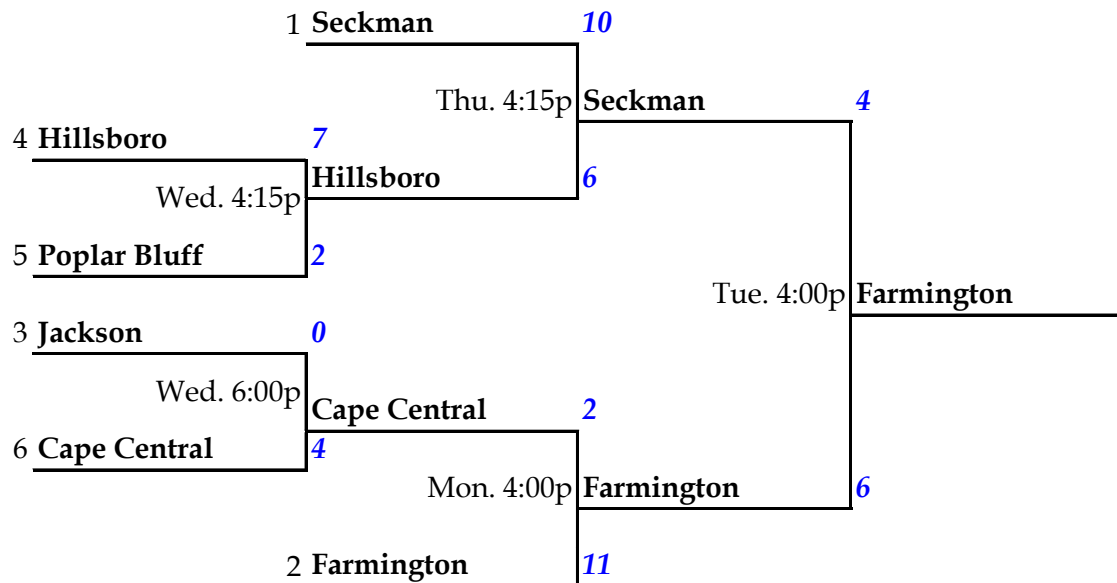 1 Seckman 10
Thu. 4:15p Seckman 4
4 Hillsboro 7
Hillsboro 6
Wed. 4:15p
5 Poplar Bluff 2
Tue. 4:00p Farmington
3 Jackson 0
Wed. 6:00p
Cape Central 2
6 Cape Central 4
Mon. 4:00p Farmington 6
2 Farmington 11